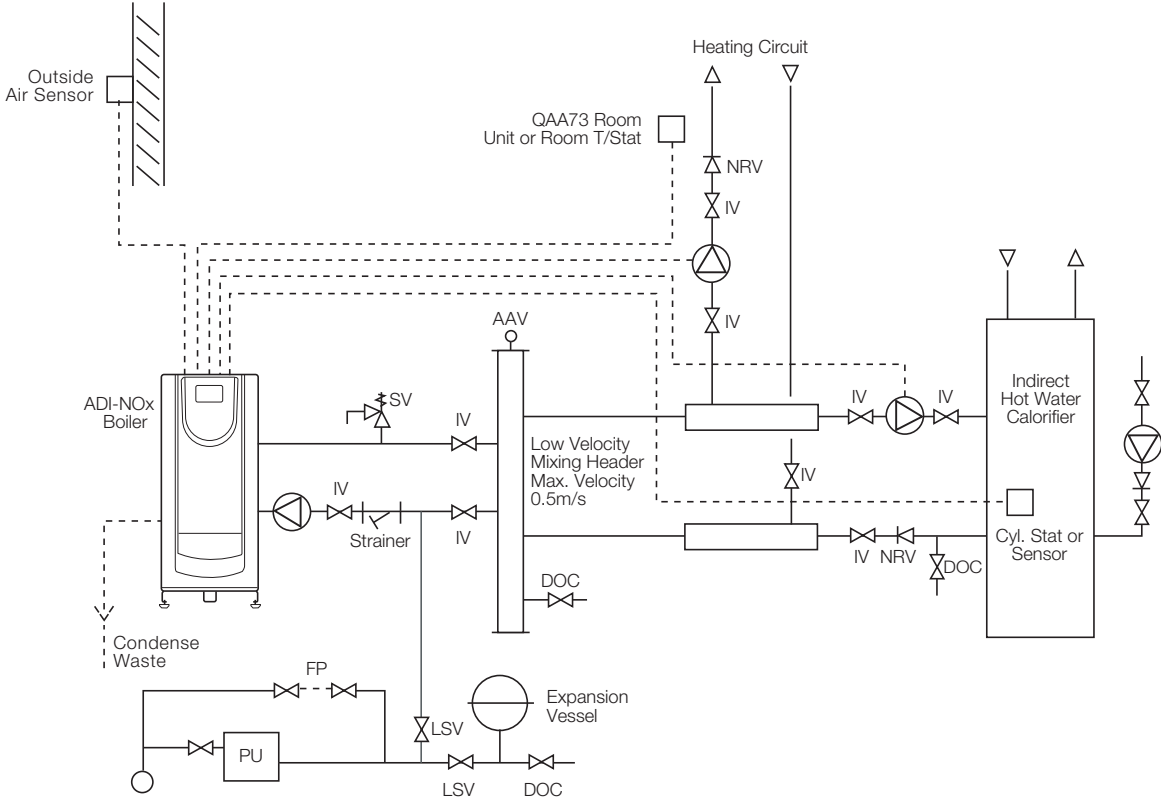 Heating Circuit
Outside
Air Sensor
QAA73 Room
Unit or Room T/Stat
NRV
IV
IV
AAV
ADI-NOx
Boiler
SV
IV
IV
IV
Indirect
Hot Water
Calorifier
Low Velocity
Mixing Header
Max. Velocity
0.5m/s
IV
IV
Strainer
IV
IV
NRV
Cyl. Stat or
Sensor
DOC
DOC
Condense
Waste
FP
Expansion
Vessel
LSV
PU
LSV
DOC